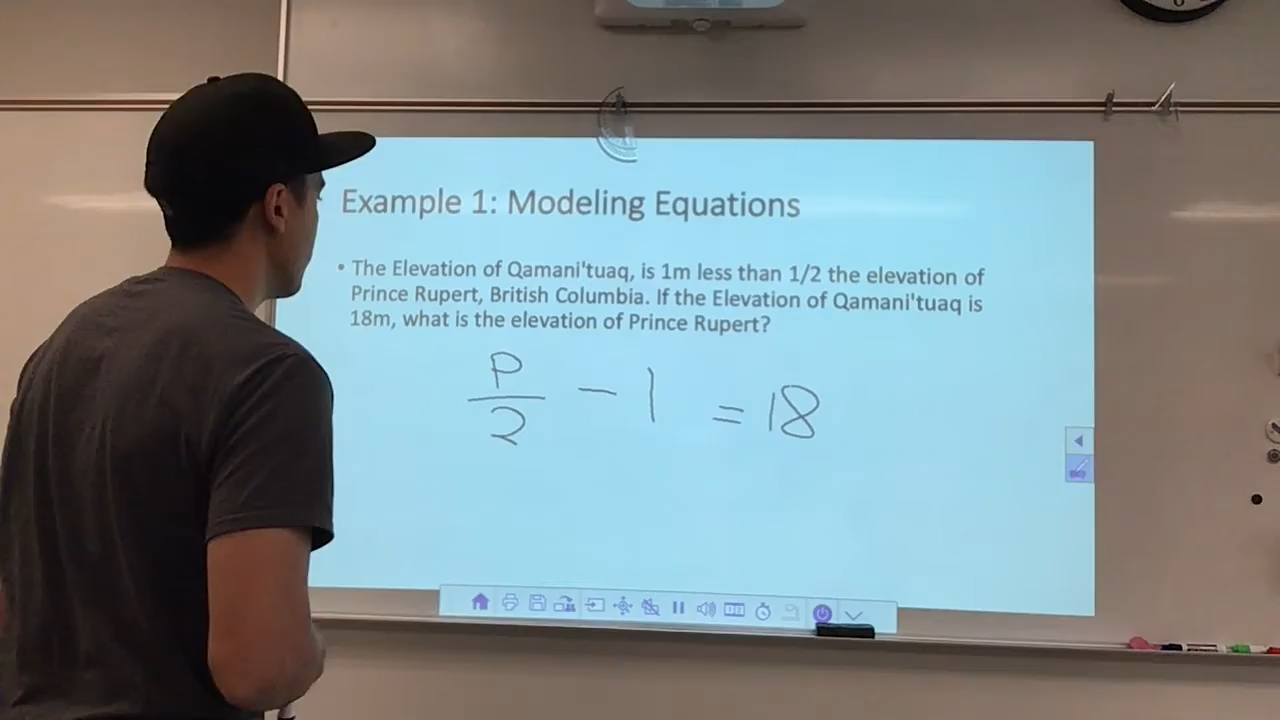 Example 1: Modeling Equations
• The Elevation of Qamani'tuaq, is 1m less than 1/2 the elevation of
Prince Rupert, British Columbia. If the Elevation of Qamani'tuaq is
18m, what is the elevation of Prince Rupert?
P/2 - 1 = 18